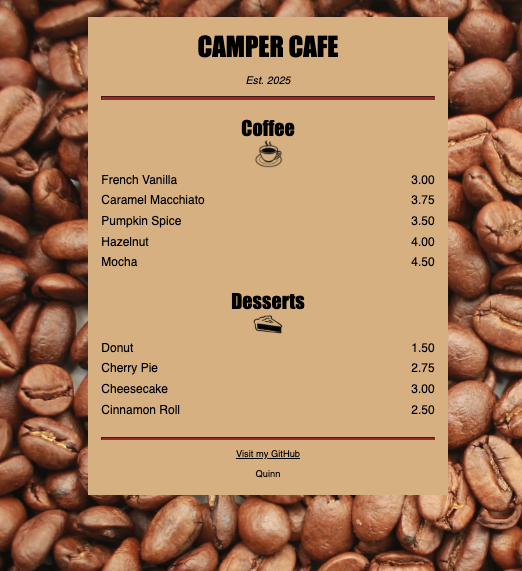 CAMPER CAFE
Est. 2025
Coffee
French Vanilla 3.00
Caramel Macchiato 3.75
Pumpkin Spice 3.50
Hazelnut 4.00
Mocha 4.50
Desserts
Donut 1.50
Cherry Pie 2.75
Cheesecake 3.00
Cinnamon Roll 2.50
Visit my GitHub
Quinn